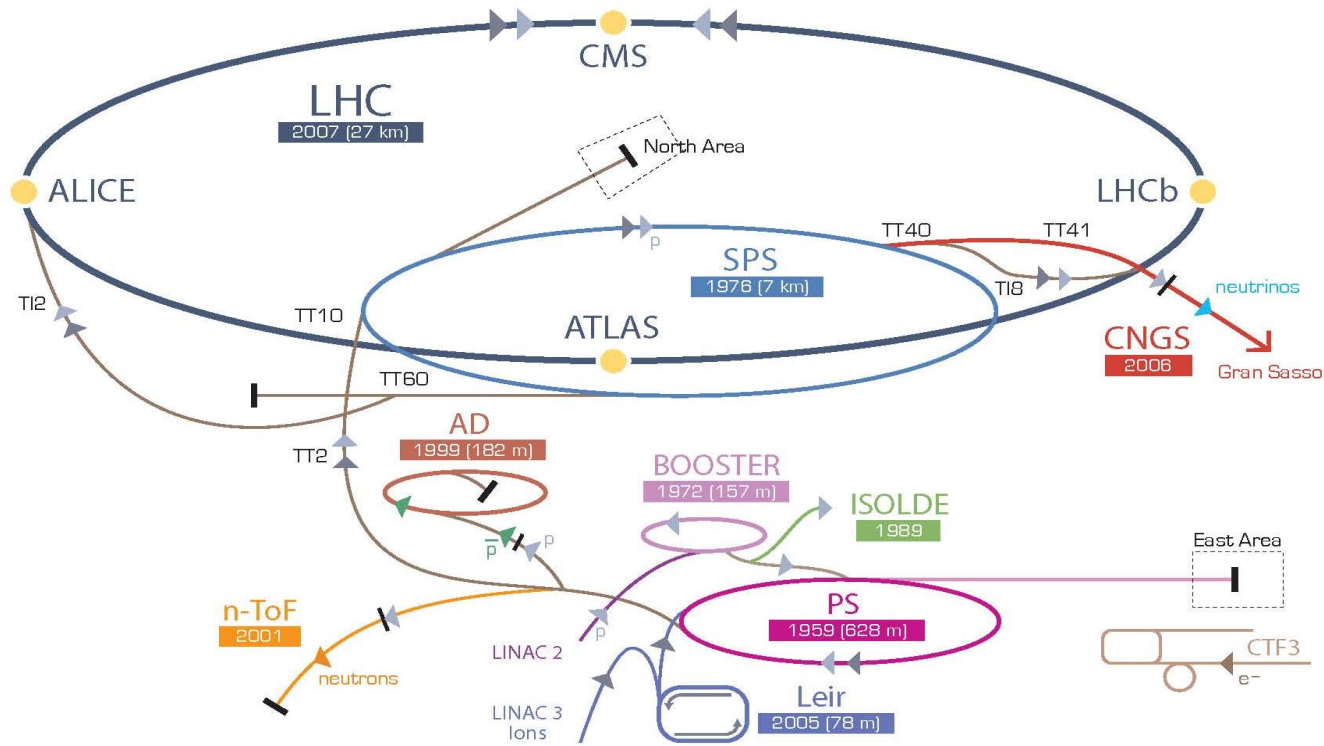 CMS
LHC
2007 (27 km)
North Area
ALICE
LHCb
TT40
TT41
SPS
1976 (7 km)
p
TI8
neutrinos
TI2
TT10
ATLAS
CNGS
2006
Gran Sasso
TT60
AD
1999 (182 m)
TT2
BOOSTER
1972 (157 m)
ISOLDE
1989
p̅
p
East Area
n-ToF
2001
PS
1959 (628 m)
p
LINAC 2
neutrons
CTF3
e–
LINAC 3
Ions
Leir
2005 (78 m)